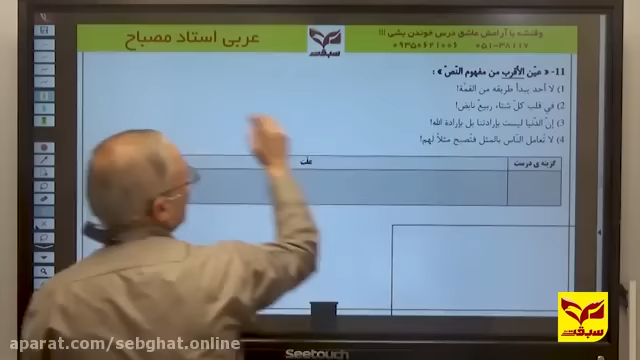 وقتشه با آرامش عاشق درس خوندن بشی !!!
۰۵۱-۳۸۱۱۷ ۰۹۳۵۰۶۲۱۰۰۶
سبقت
عربی استاد مصباح
11- « عيّن الأقرب من مفهوم النّصّ » :
1) لا أحد يبدأ طريقه من القمّة!
2) في قلب كلّ شتاء، ربيعٌ نابض!
3) إنّ الدّنيا ليست بإرادتنا بل بإرادة الله!
4) لا تُعامل النّاس بالمثل فتُصبح مثلاً لهم!
گزینه ی درست
علت
سبقت
aparat.com/sebghat.online
Seetouch